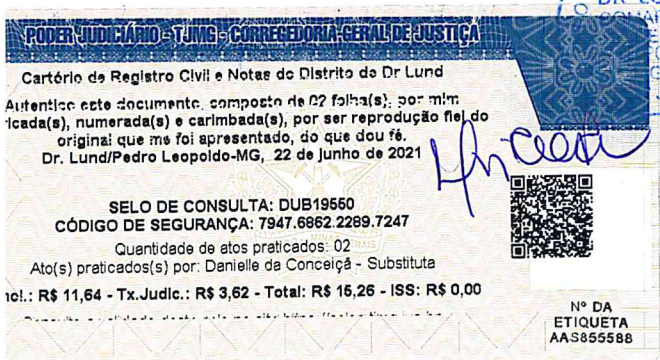 PODER JUDICIÁRIO - TJMG - CORREGEDORIA-GERAL DE JUSTIÇA
Cartório de Registro Civil e Notas do Distrito de Dr Lund
Autentico este documento, composto de 02 folha(s), por mim
ricada(s), numerada(s) e carimbada(s), por ser reprodução fiel do
original que me foi apresentado, do que dou fé.
Dr. Lund/Pedro Leopoldo-MG, 22 de junho de 2021
SELO DE CONSULTA: DUB19550
CÓDIGO DE SEGURANÇA: 7947.6862.2289.7247
Quantidade de atos praticados: 02
Ato(s) praticados(s) por: Danielle da Conceiçã - Substituta
ncl.: R$ 11,64 - Tx.Judic.: R$ 3,62 - Total: R$ 15,26 - ISS: R$ 0,00
Nº DA
ETIQUETA
AAS855588